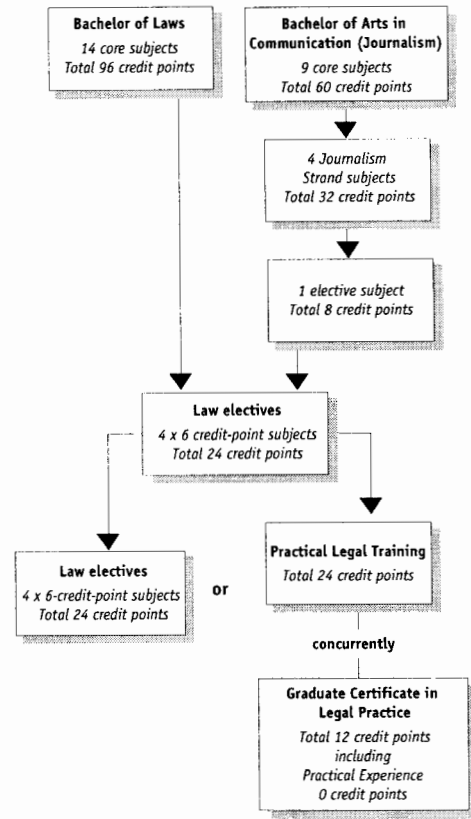 Bachelor of Laws
14 core subjects
Total 96 credit points
Bachelor of Arts in
Communication (Journalism)
9 core subjects
Total 60 credit points
4 Journalism
Strand subjects
Total 32 credit points
1 elective subject
Total 8 credit points
Law electives
4 x 6 credit-point subjects
Total 24 credit points
Law electives
4 x 6-credit-point subjects
Total 24 credit points
or
Practical Legal Training
Total 24 credit points
concurrently
Graduate Certificate in
Legal Practice
Total 12 credit points
including
Practical Experience
0 credit points